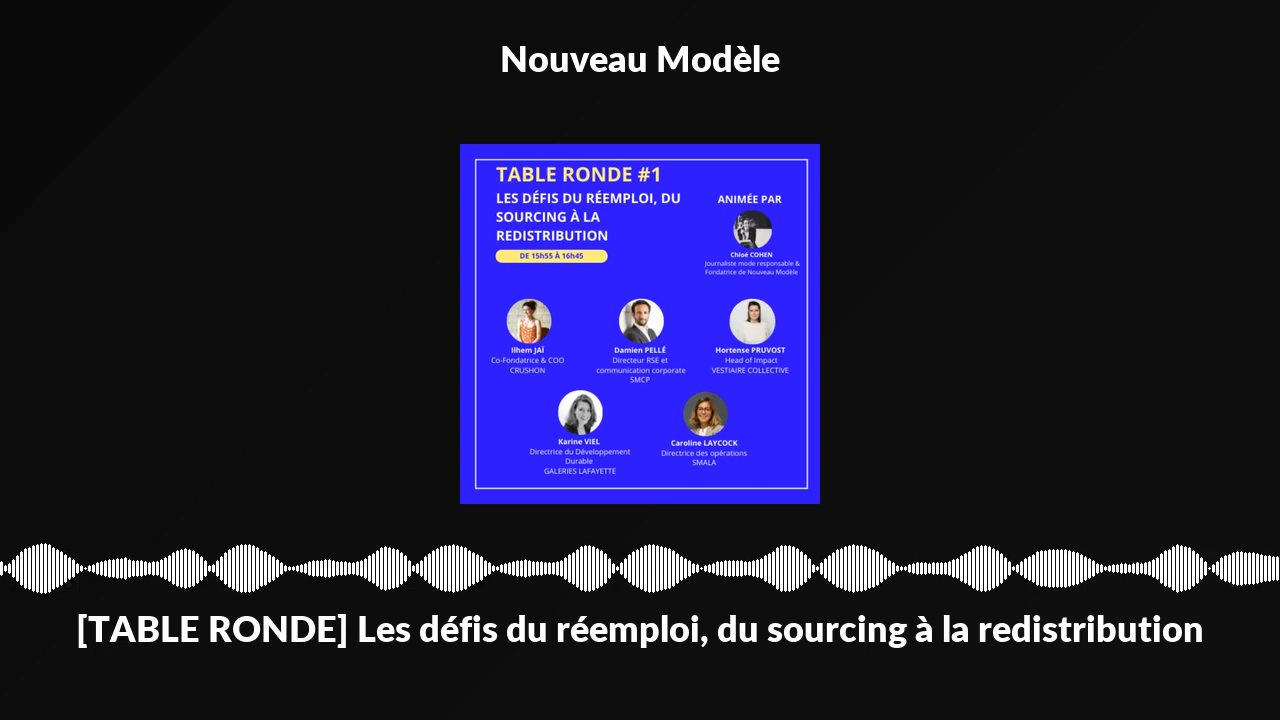 Nouveau Modèle
TABLE RONDE #1
LES DÉFIS DU RÉEMPLOI, DU
SOURCING À LA
REDISTRIBUTION
DE 15h55 À 16h45
ANIMÉE PAR
Chloé COHEN
Journaliste mode responsable &
Fondatrice de Nouveau Modèle
Ilhem JAÏ
Co-Fondatrice & COO
CRUSHON
Damien PELLÉ
Directeur RSE et
communication corporate
SMCP
Hortense PRUVOST
Head of Impact
VESTIAIRE COLLECTIVE
Karine VIEL
Directrice du Développement
Durable
GALERIES LAFAYETTE
Caroline LAYCOCK
Directrice des opérations
SMALA
[TABLE RONDE] Les défis du réemploi, du sourcing à la redistribution